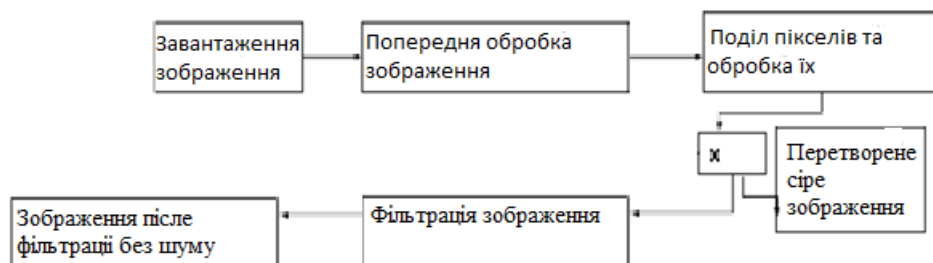 Завантаження
зображення
Попередня обробка
зображення
Поділ пікселів та
обробка їх
х
Перетворене
сіре
зображення
Фільтрація зображення
Зображення після
фільтрації без шуму